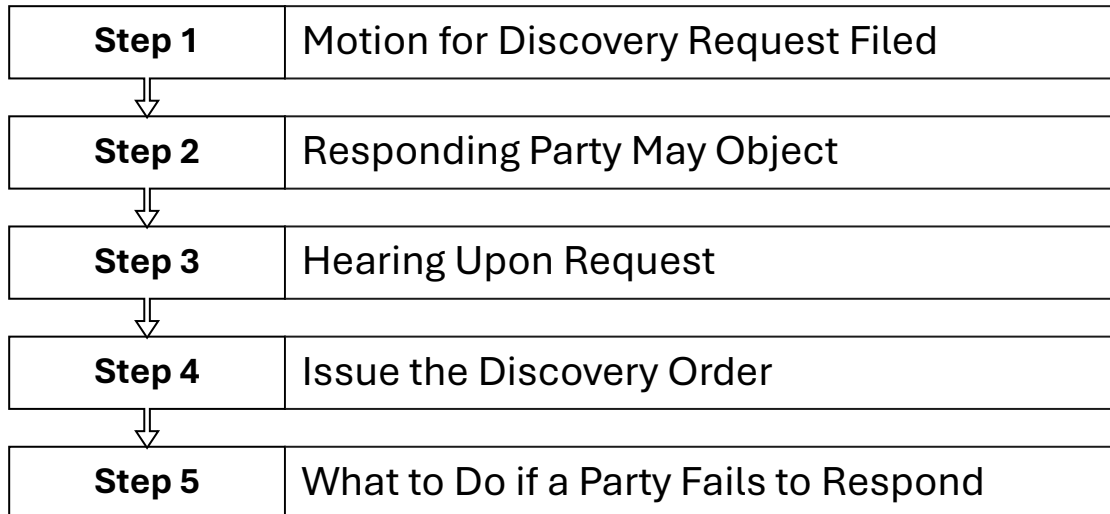 Step 1 Motion for Discovery Request Filed
Step 2 Responding Party May Object
Step 3 Hearing Upon Request
Step 4 Issue the Discovery Order
Step 5 What to Do if a Party Fails to Respond